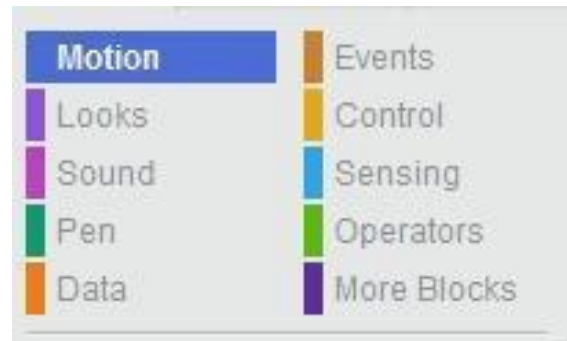 Motion
Looks
Sound
Pen
Data
Events
Control
Sensing
Operators
More Blocks